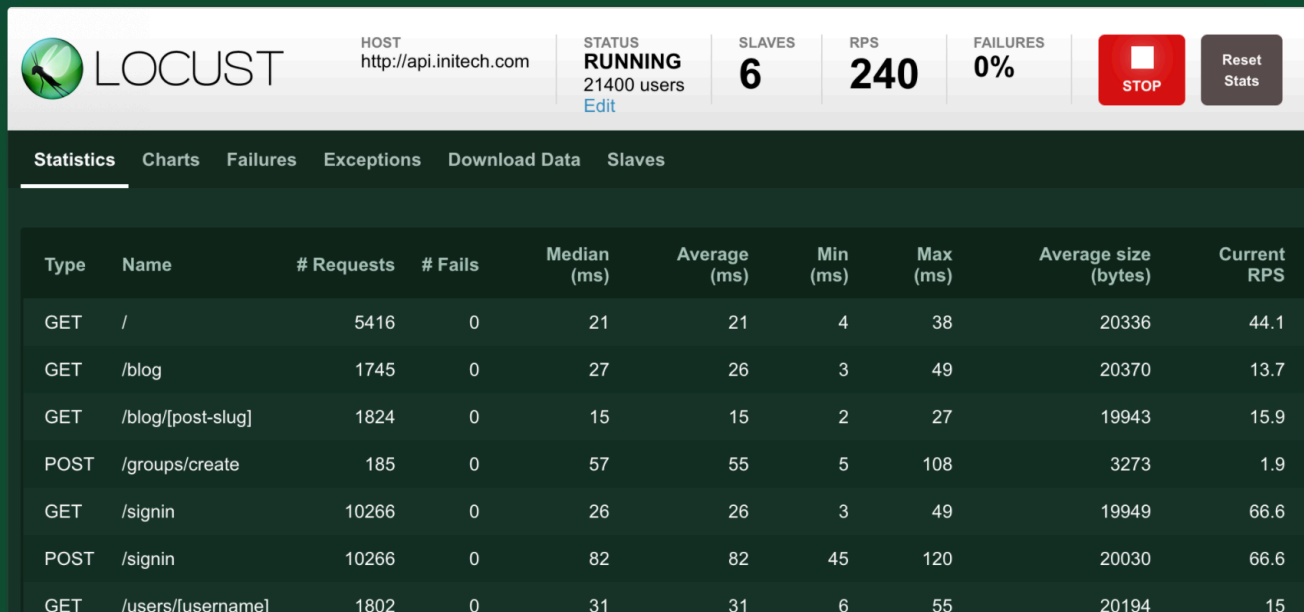 LOCUST
HOST
http://api.initech.com
STATUS
RUNNING
21400 users
Edit
SLAVES
6
RPS
240
FAILURES
0%
STOP
Reset
Stats
Statistics Charts Failures Exceptions Download Data Slaves
Type Name # Requests # Fails Median (ms) Average (ms) Min (ms) Max (ms) Average size (bytes) Current RPS
GET / 5416 0 21 21 4 38 20336 44.1
GET /blog 1745 0 27 26 3 49 20370 13.7
GET /blog/[post-slug] 1824 0 15 15 2 27 19943 15.9
POST /groups/create 185 0 57 55 5 108 3273 1.9
GET /signin 10266 0 26 26 3 49 19949 66.6
POST /signin 10266 0 82 82 45 120 20030 66.6
GET /users/[username] 1802 0 31 31 6 55 20194 15